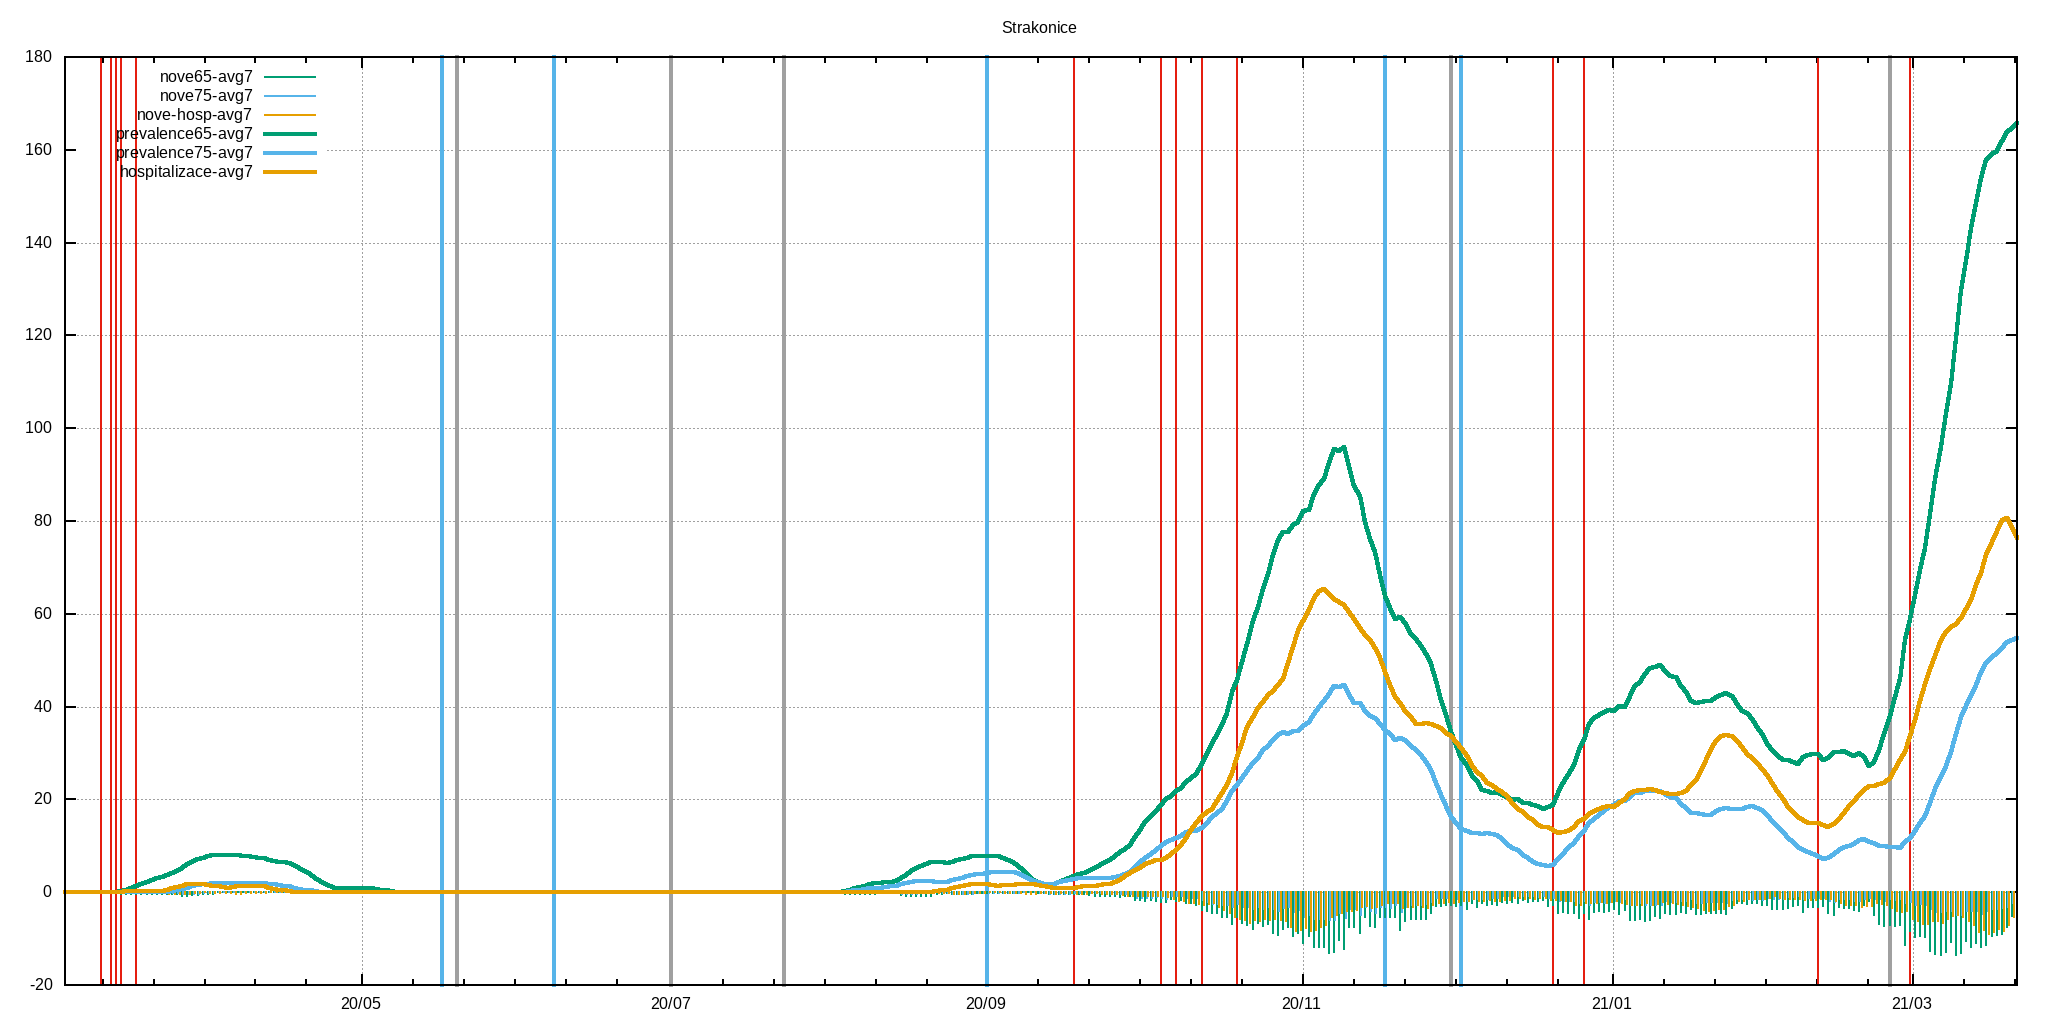 Strakonice
180
160
140
120
100
80
60
40
20
0
-20
nove65-avg7
nove75-avg7
nove-hosp-avg7
prevalence65-avg7
prevalence75-avg7
hospitalizace-avg7
20/05
20/07
20/09
20/11
21/01
21/03